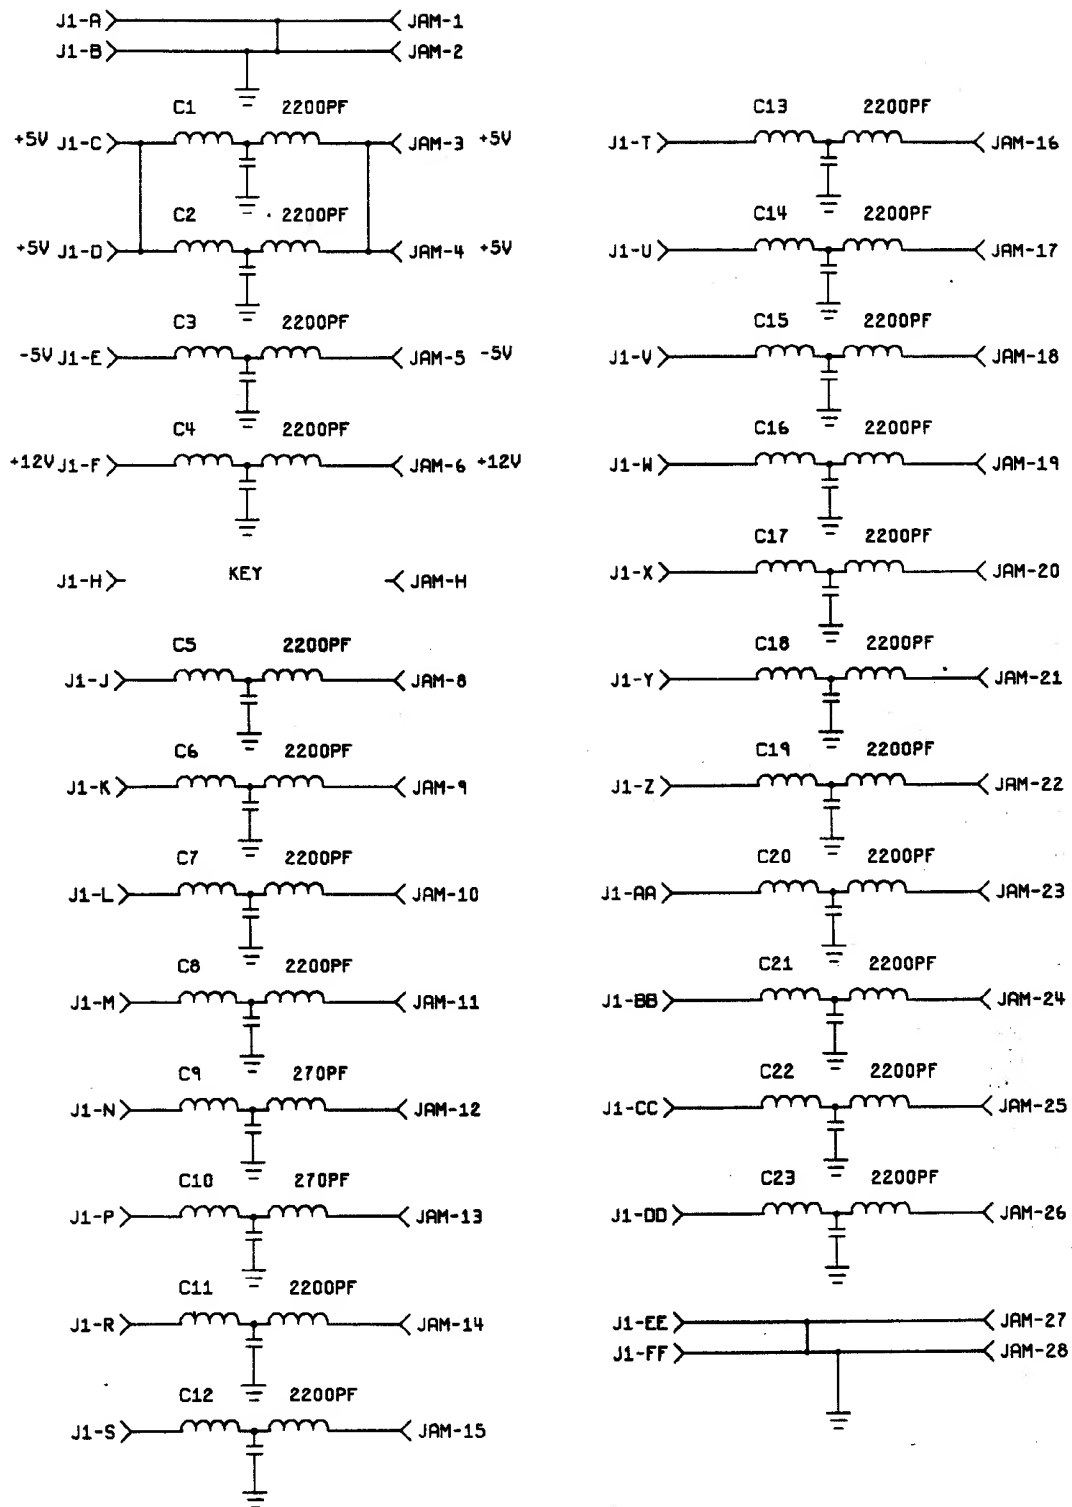 J1-A JAM-1
J1-B JAM-2
C1 2200PF
+5V J1-C JAM-3 +5V
C2 2200PF
+5V J1-D JAM-4 +5V
C3 2200PF
-5V J1-E JAM-5 -5V
C4 2200PF
+12V J1-F JAM-6 +12V
J1-H KEY JAM-H
C5 2200PF
J1-J JAM-8
C6 2200PF
J1-K JAM-9
C7 2200PF
J1-L JAM-10
C8 2200PF
J1-M JAM-11
C9 270PF
J1-N JAM-12
C10 270PF
J1-P JAM-13
C11 2200PF
J1-R JAM-14
C12 2200PF
J1-S JAM-15
C13 2200PF
J1-T JAM-16
C14 2200PF
J1-U JAM-17
C15 2200PF
J1-V JAM-18
C16 2200PF
J1-W JAM-19
C17 2200PF
J1-X JAM-20
C18 2200PF
J1-Y JAM-21
C19 2200PF
J1-Z JAM-22
C20 2200PF
J1-AA JAM-23
C21 2200PF
J1-BB JAM-24
C22 2200PF
J1-CC JAM-25
C23 2200PF
J1-DD JAM-26
J1-EE JAM-27
J1-FF JAM-28